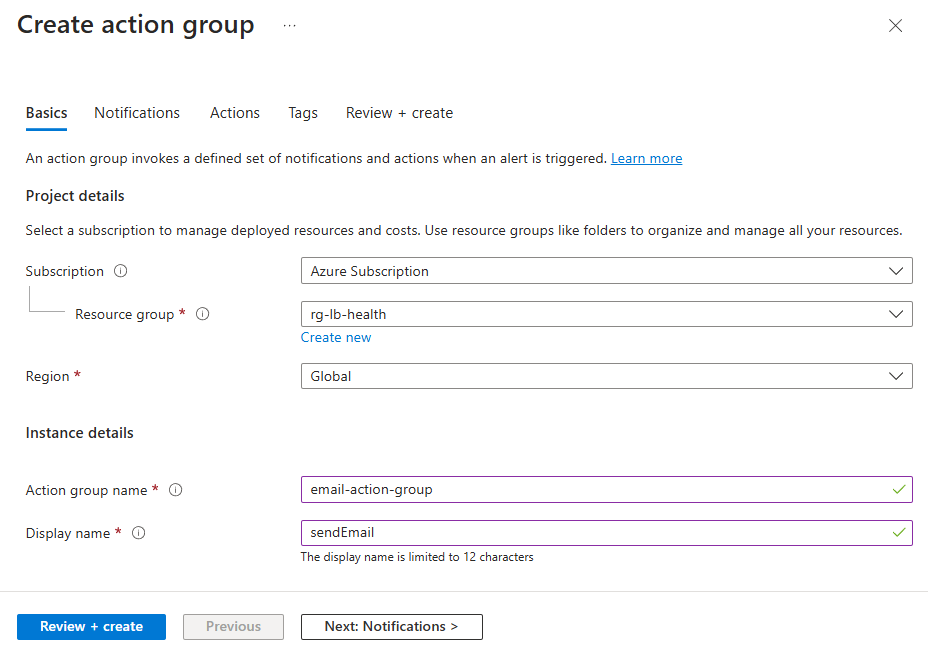 Create action group ...
Basics Notifications Actions Tags Review + create
An action group invokes a defined set of notifications and actions when an alert is triggered. Learn more
Project details
Select a subscription to manage deployed resources and costs. Use resource groups like folders to organize and manage all your resources.
Subscription Azure Subscription
Resource group * rg-lb-health
Create new
Region * Global
Instance details
Action group name * email-action-group
Display name * sendEmail
The display name is limited to 12 characters
Review + create Previous Next: Notifications >